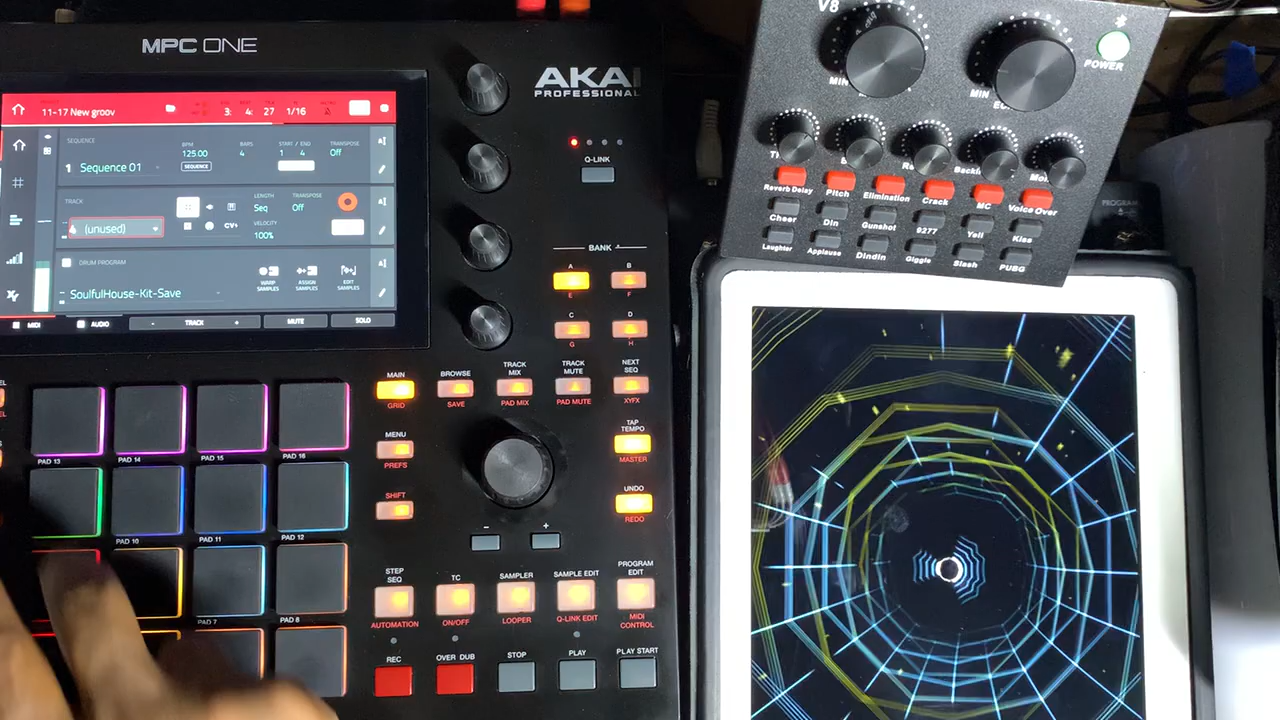 MPC ONE
AKAI
PROFESSIONAL
11-17 New groov
3: 4: 27 1/16
SEQUENCE
BPM
BARS
START / END
TRANSPOSE
1 Sequence 01
125.00
4
1 4
Off
SEQUENCE
TRACK
LENGTH
TRANSPOSE
Seq
Off
(unused)
CV
VELOCITY
100%
DRUM PROGRAM
WARP SAMPLES
ASSIGN SAMPLES
EDIT SAMPLES
SoulfulHouse-Kit-Save
MIDI
AUDIO
- TRACK +
MUTE
SOLO
Q-LINK
BANK
A
B
E
F
C
D
G
H
MAIN
GRID
BROWSE
SAVE
TRACK MIX
PAD MIX
TRACK MUTE
PAD MUTE
NEXT SEQ
XYFX
MENU
PREFS
TAP TEMPO
MASTER
SHIFT
UNDO
REDO
-
+
PAD 13
PAD 14
PAD 15
PAD 16
PAD 10
PAD 11
PAD 12
PAD 7
PAD 8
STEP SEQ
AUTOMATION
TC
ON/OFF
SAMPLER
LOOPER
SAMPLE EDIT
Q-LINK EDIT
PROGRAM EDIT
MIDI CONTROL
REC
OVER DUB
STOP
PLAY
PLAY START
V8
POWER
MIN
MIN
Reverb Delay
Pitch
Elimination
Crack
MC
Voice Over
Cheer
Din
Gunshot
9277
Yell
Kiss
Laughter
Applause
Dindin
Giggle
Slash
PUBG
PROGRAM